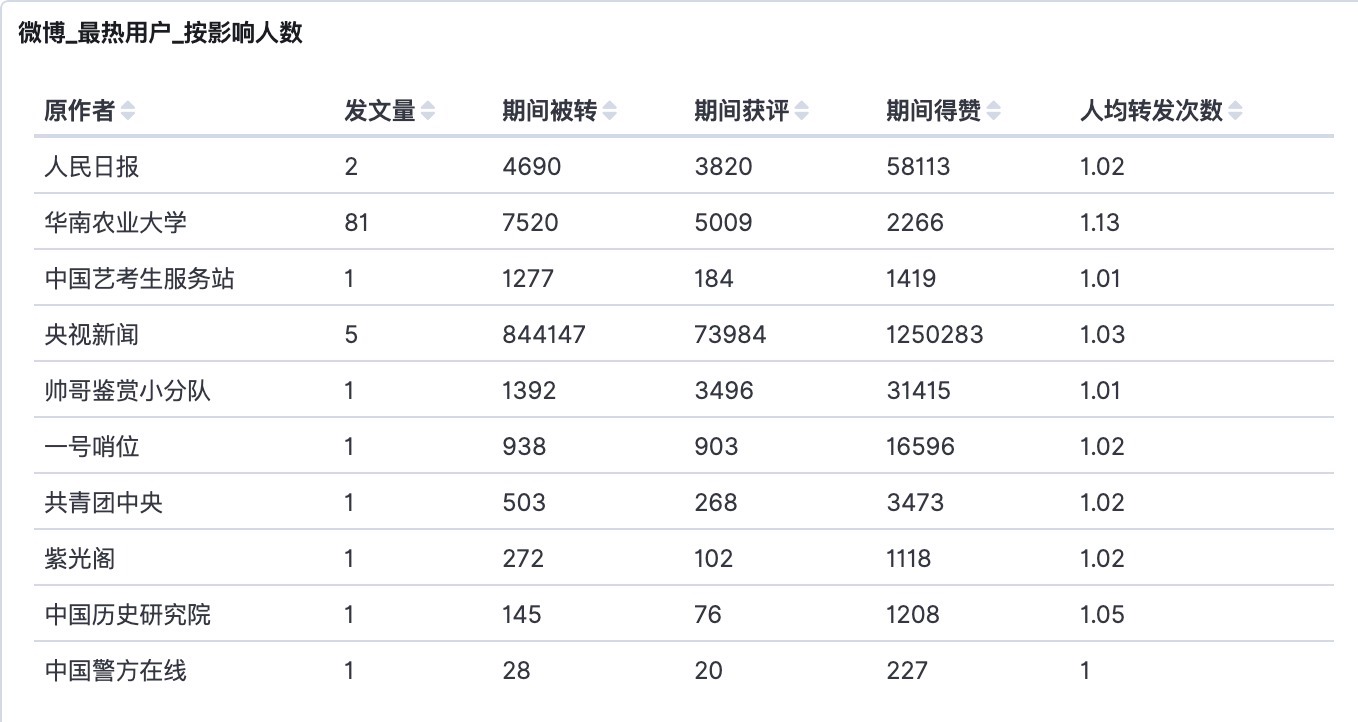 微博_最热用户_按影响人数
原作者 发文量 期间被转 期间获评 期间得赞 人均转发次数
人民日报 2 4690 3820 58113 1.02
华南农业大学 81 7520 5009 2266 1.13
中国艺考生服务站 1 1277 184 1419 1.01
央视新闻 5 844147 73984 1250283 1.03
帅哥鉴赏小分队 1 1392 3496 31415 1.01
一号哨位 1 938 903 16596 1.02
共青团中央 1 503 268 3473 1.02
紫光阁 1 272 102 1118 1.02
中国历史研究院 1 145 76 1208 1.05
中国警方在线 1 28 20 227 1